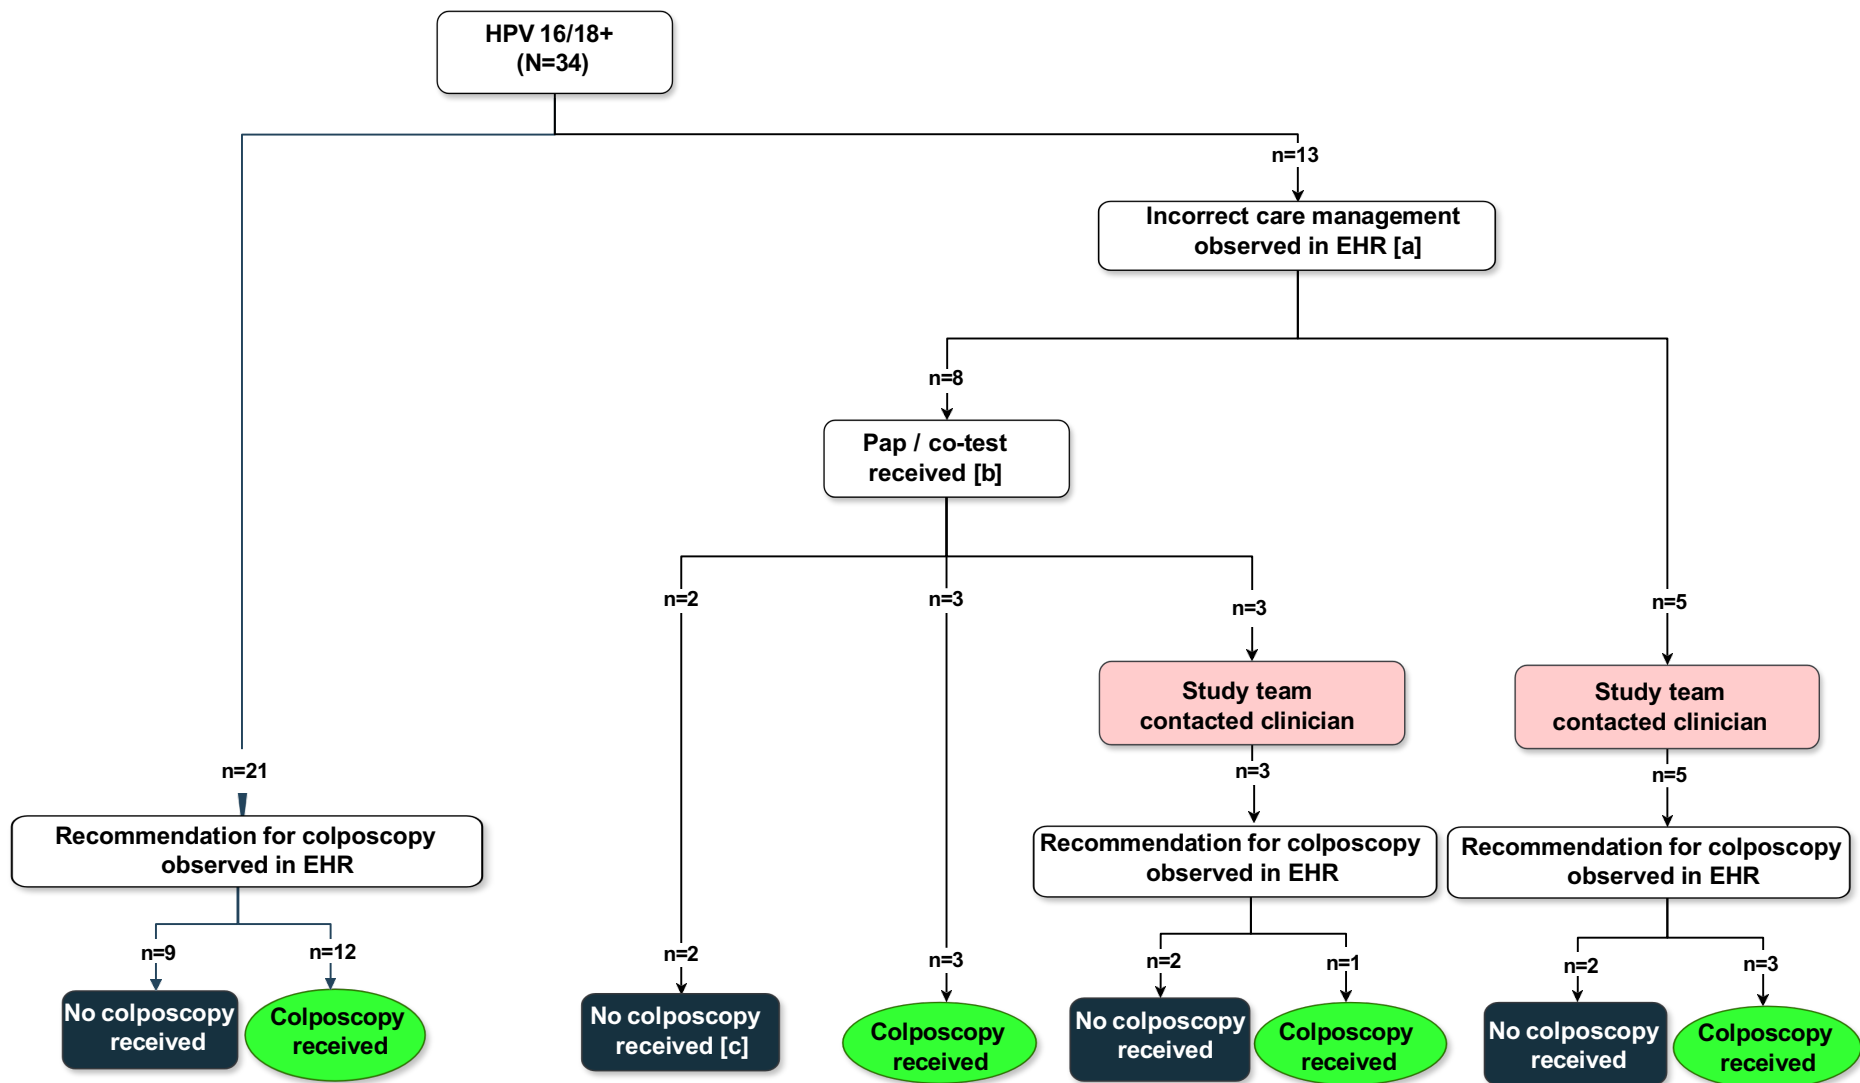 HPV 16/18+
(N=34)
n=13
Incorrect care management
observed in EHR [a]
n=8
Pap / co-test
received [b]
n=2
n=3
n=3
n=5
Study team
contacted clinician
Study team
contacted clinician
n=21
n=3
n=5
Recommendation for colposcopy
observed in EHR
Recommendation for colposcopy
observed in EHR
Recommendation for colposcopy
observed in EHR
n=9
n=12
n=2
n=3
n=2
n=1
n=2
n=3
No colposcopy
received
Colposcopy
received
No colposcopy
received [c]
Colposcopy
received
No colposcopy
received
Colposcopy
received
No colposcopy
received
Colposcopy
received